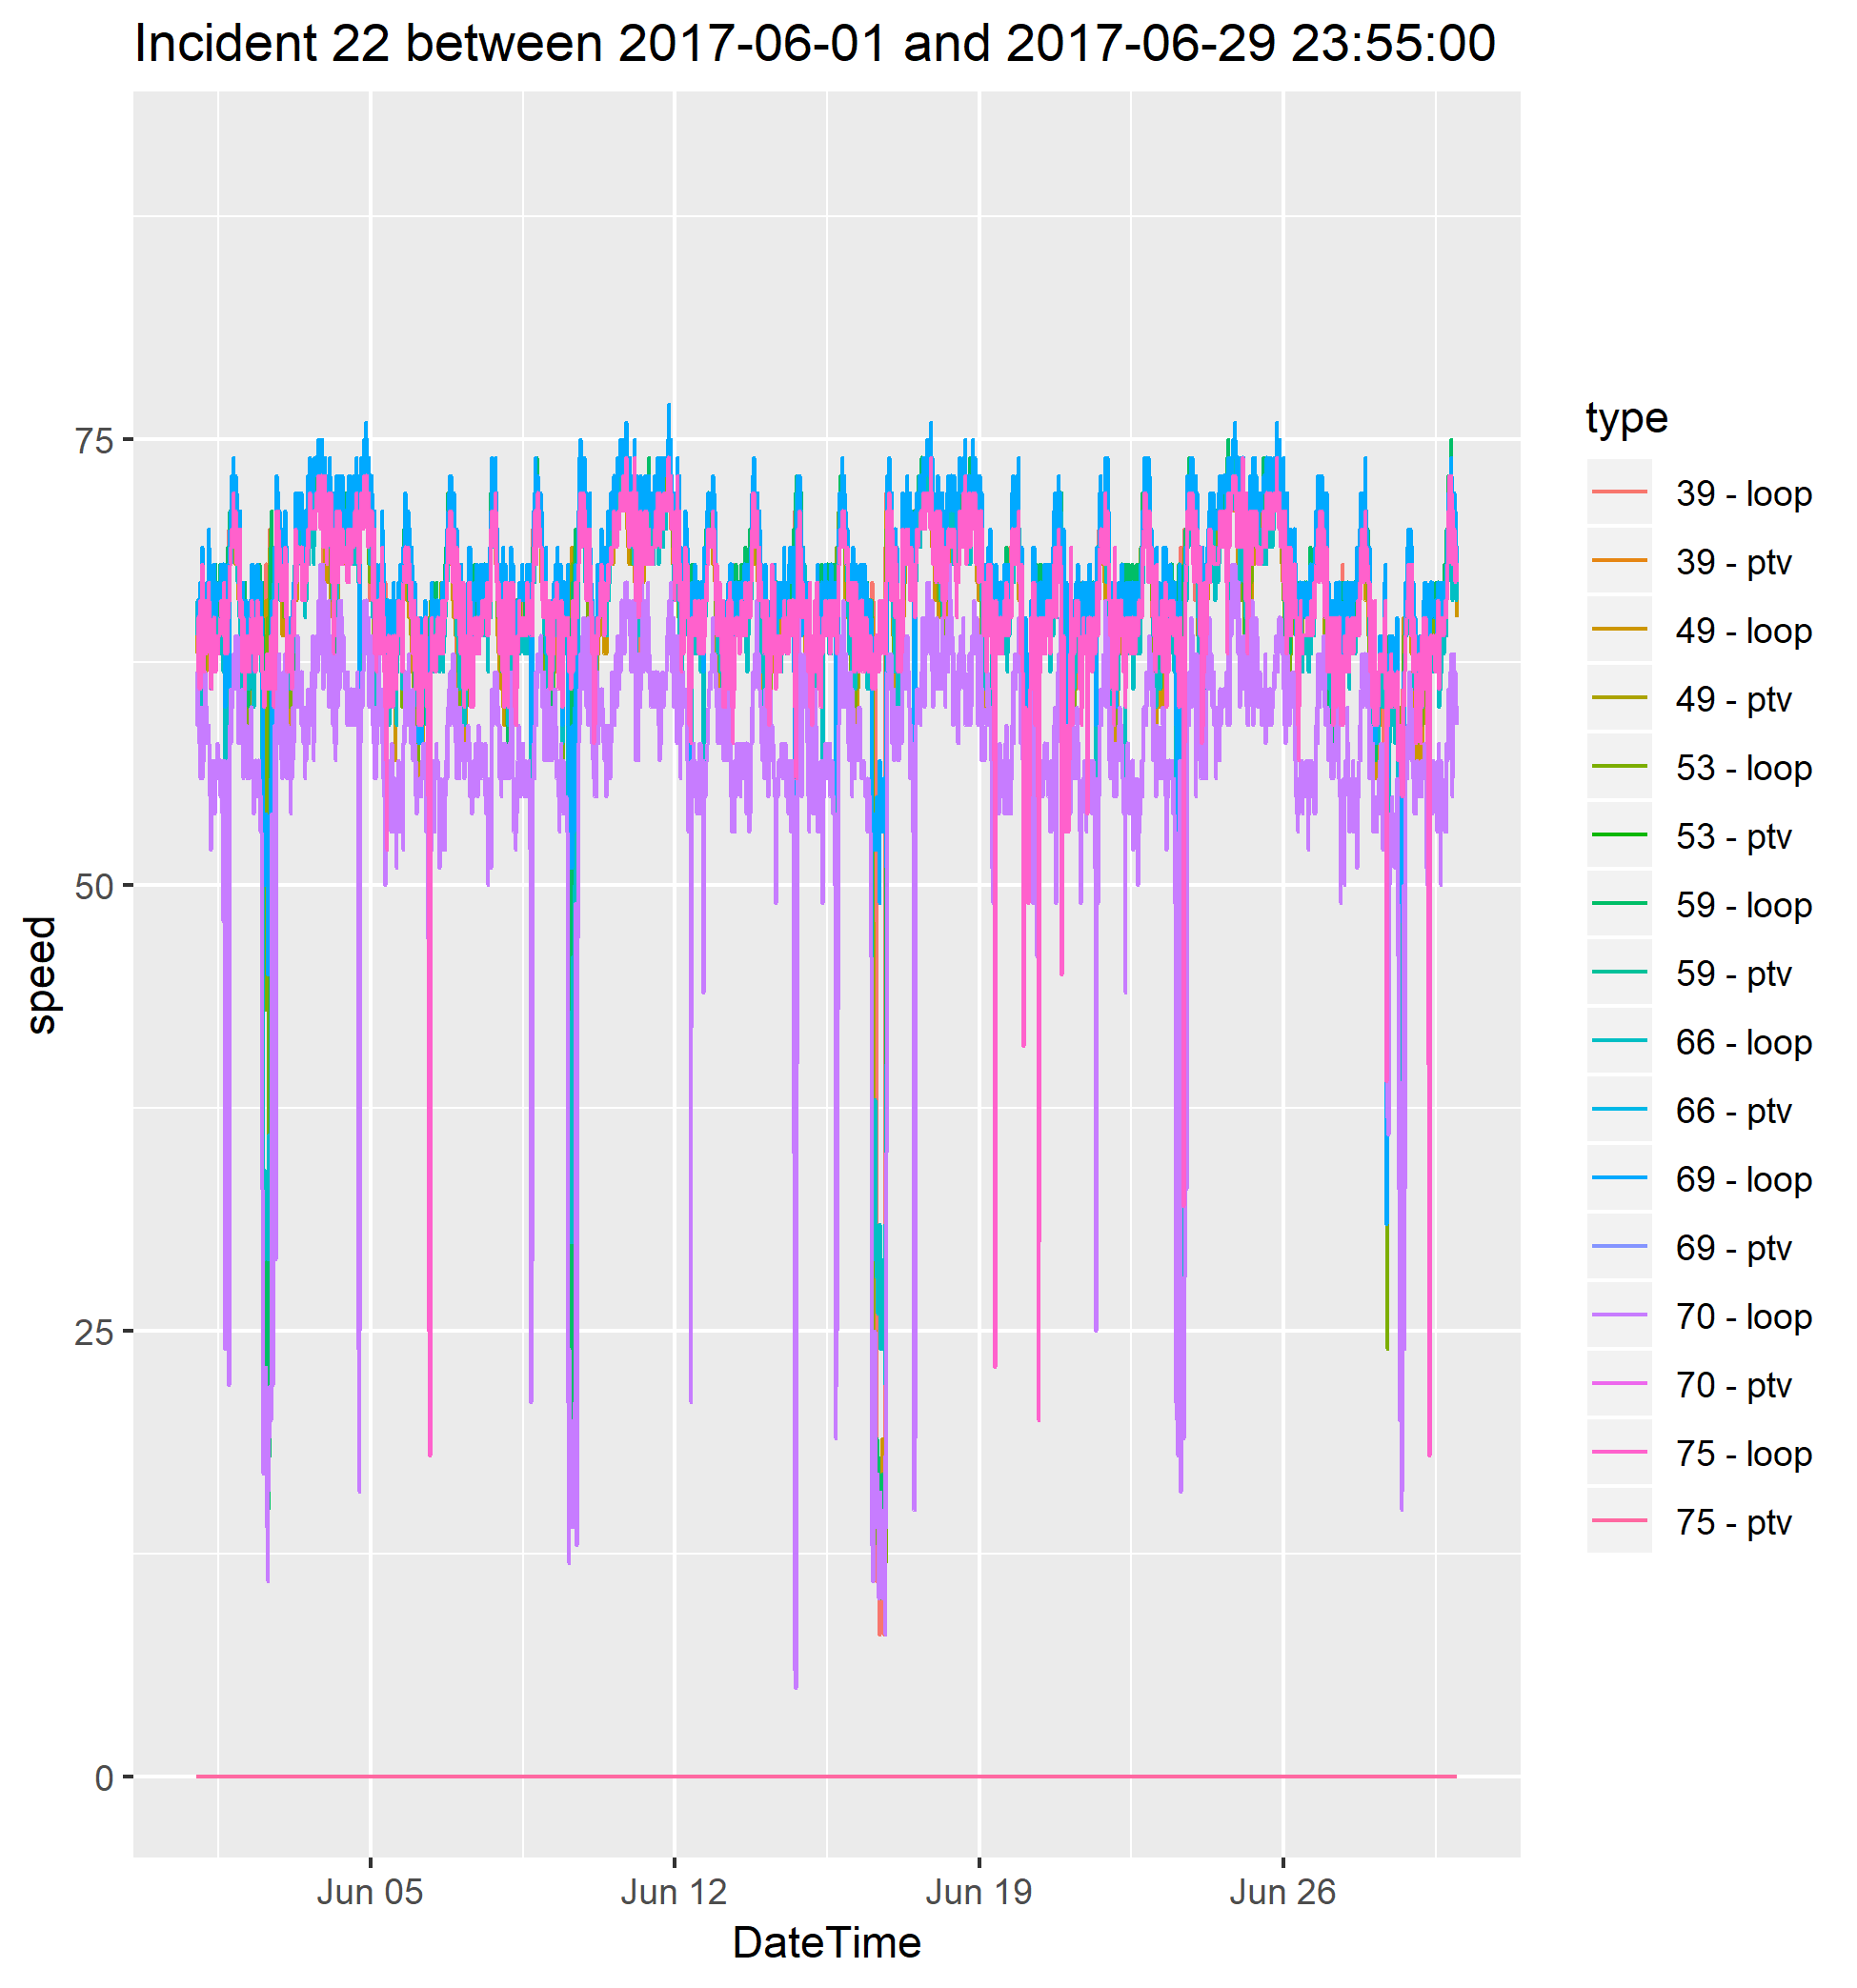 Incident 22 between 2017-06-01 and 2017-06-29 23:55:00
75
50
25
0
speed
Jun 05
Jun 12
Jun 19
Jun 26
DateTime
type
39 - loop
39 - ptv
49 - loop
49 - ptv
53 - loop
53 - ptv
59 - loop
59 - ptv
66 - loop
66 - ptv
69 - loop
69 - ptv
70 - loop
70 - ptv
75 - loop
75 - ptv